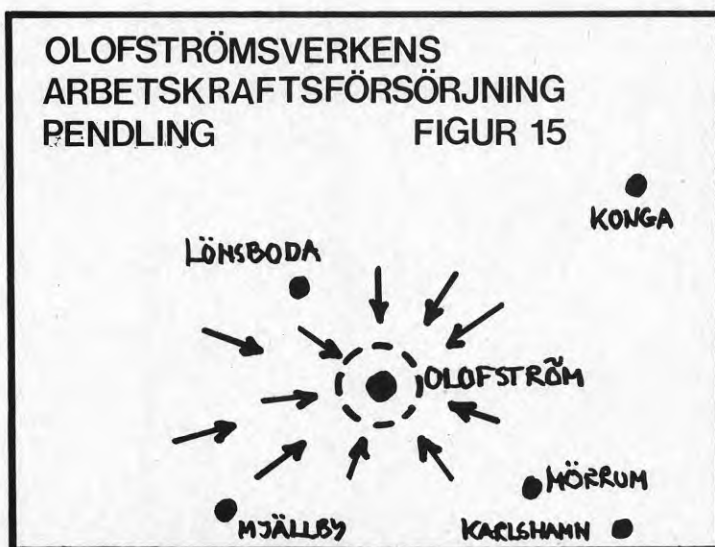 OLOFSTRÖMSVERKENS
ARBETSKRAFTSFÖRSÖRJNING
PENDLING FIGUR 15
KONGA
LÖNSBODA
OLOFSTRÖM
MÖRRUM
MJÄLLBY
KARLSHAMN